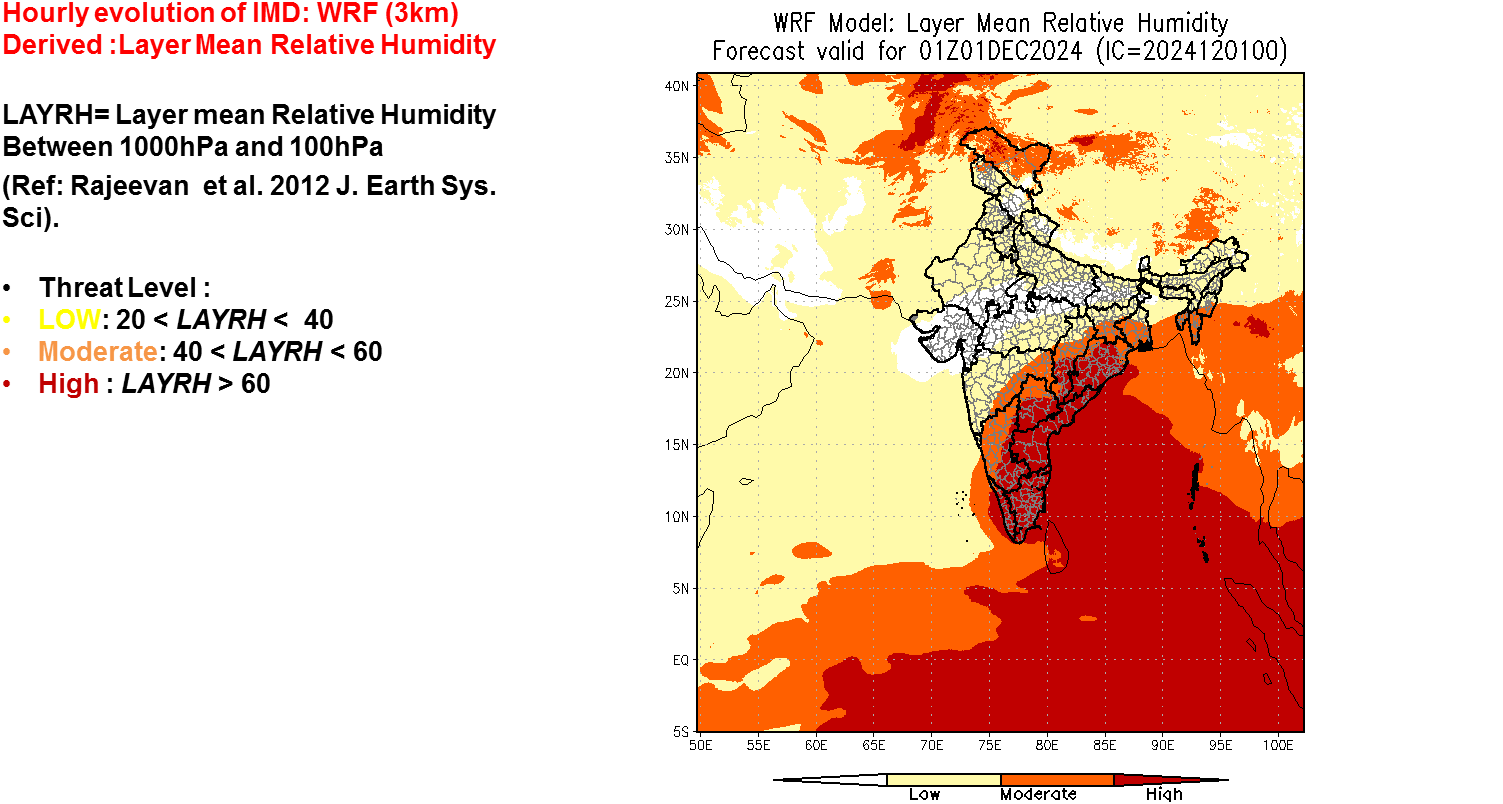 Hourly evolution of IMD: WRF (3km)
Derived :Layer Mean Relative Humidity
LAYRH= Layer mean Relative Humidity
Between 1000hPa and 100hPa
(Ref: Rajeevan et al. 2012 J. Earth Sys.
Sci).
• Threat Level :
• LOW: 20 < LAYRH < 40
• Moderate: 40 < LAYRH < 60
• High : LAYRH > 60
WRF Model: Layer Mean Relative Humidity
Forecast valid for 01Z01DEC2024 (IC=2024120100)
40N
35N
30N
25N
20N
15N
10N
5N
EQ
5S
50E 55E 60E 65E 70E 75E 80E 85E 90E 95E 100E
Low Moderate High